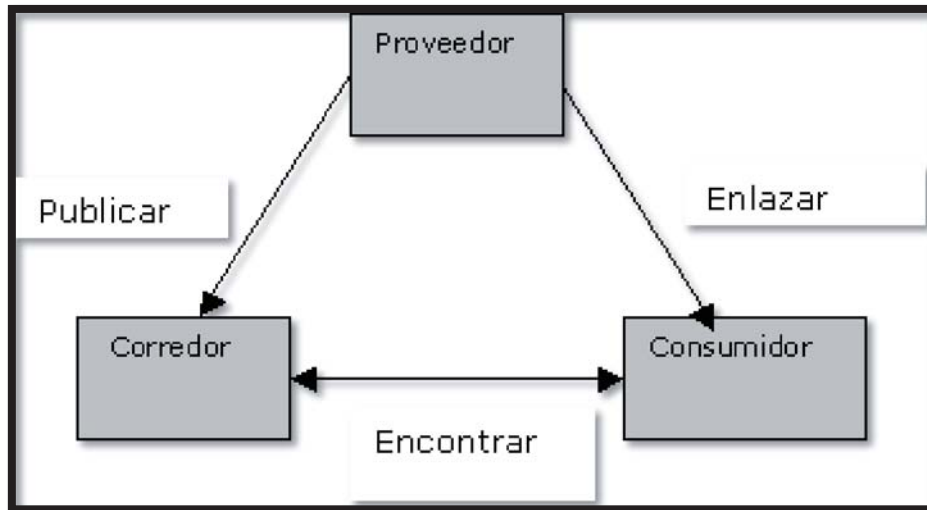 Proveedor
Publicar
Enlazar
Corredor
Consumidor
Encontrar